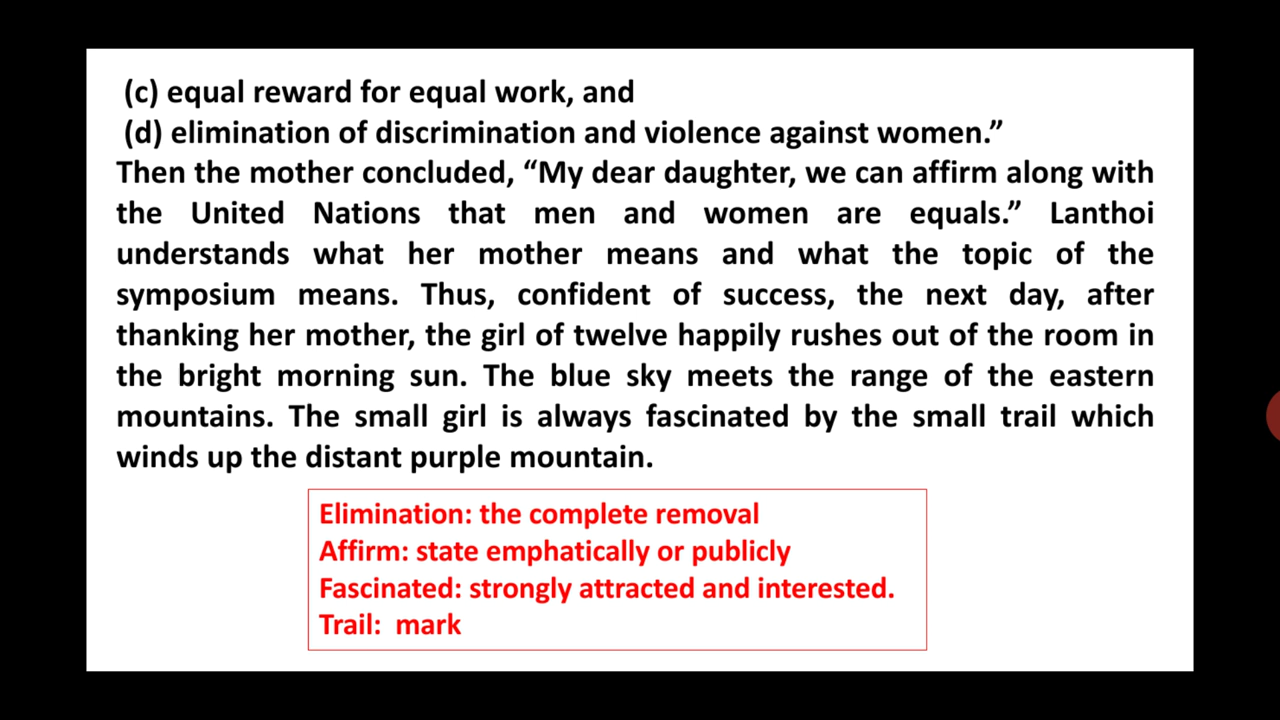 (c) equal reward for equal work, and
(d) elimination of discrimination and violence against women.”
Then the mother concluded, “My dear daughter, we can affirm along with
the United Nations that men and women are equals.” Lanthoi
understands what her mother means and what the topic of the
symposium means. Thus, confident of success, the next day, after
thanking her mother, the girl of twelve happily rushes out of the room in
the bright morning sun. The blue sky meets the range of the eastern
mountains. The small girl is always fascinated by the small trail which
winds up the distant purple mountain.
Elimination: the complete removal
Affirm: state emphatically or publicly
Fascinated: strongly attracted and interested.
Trail: mark